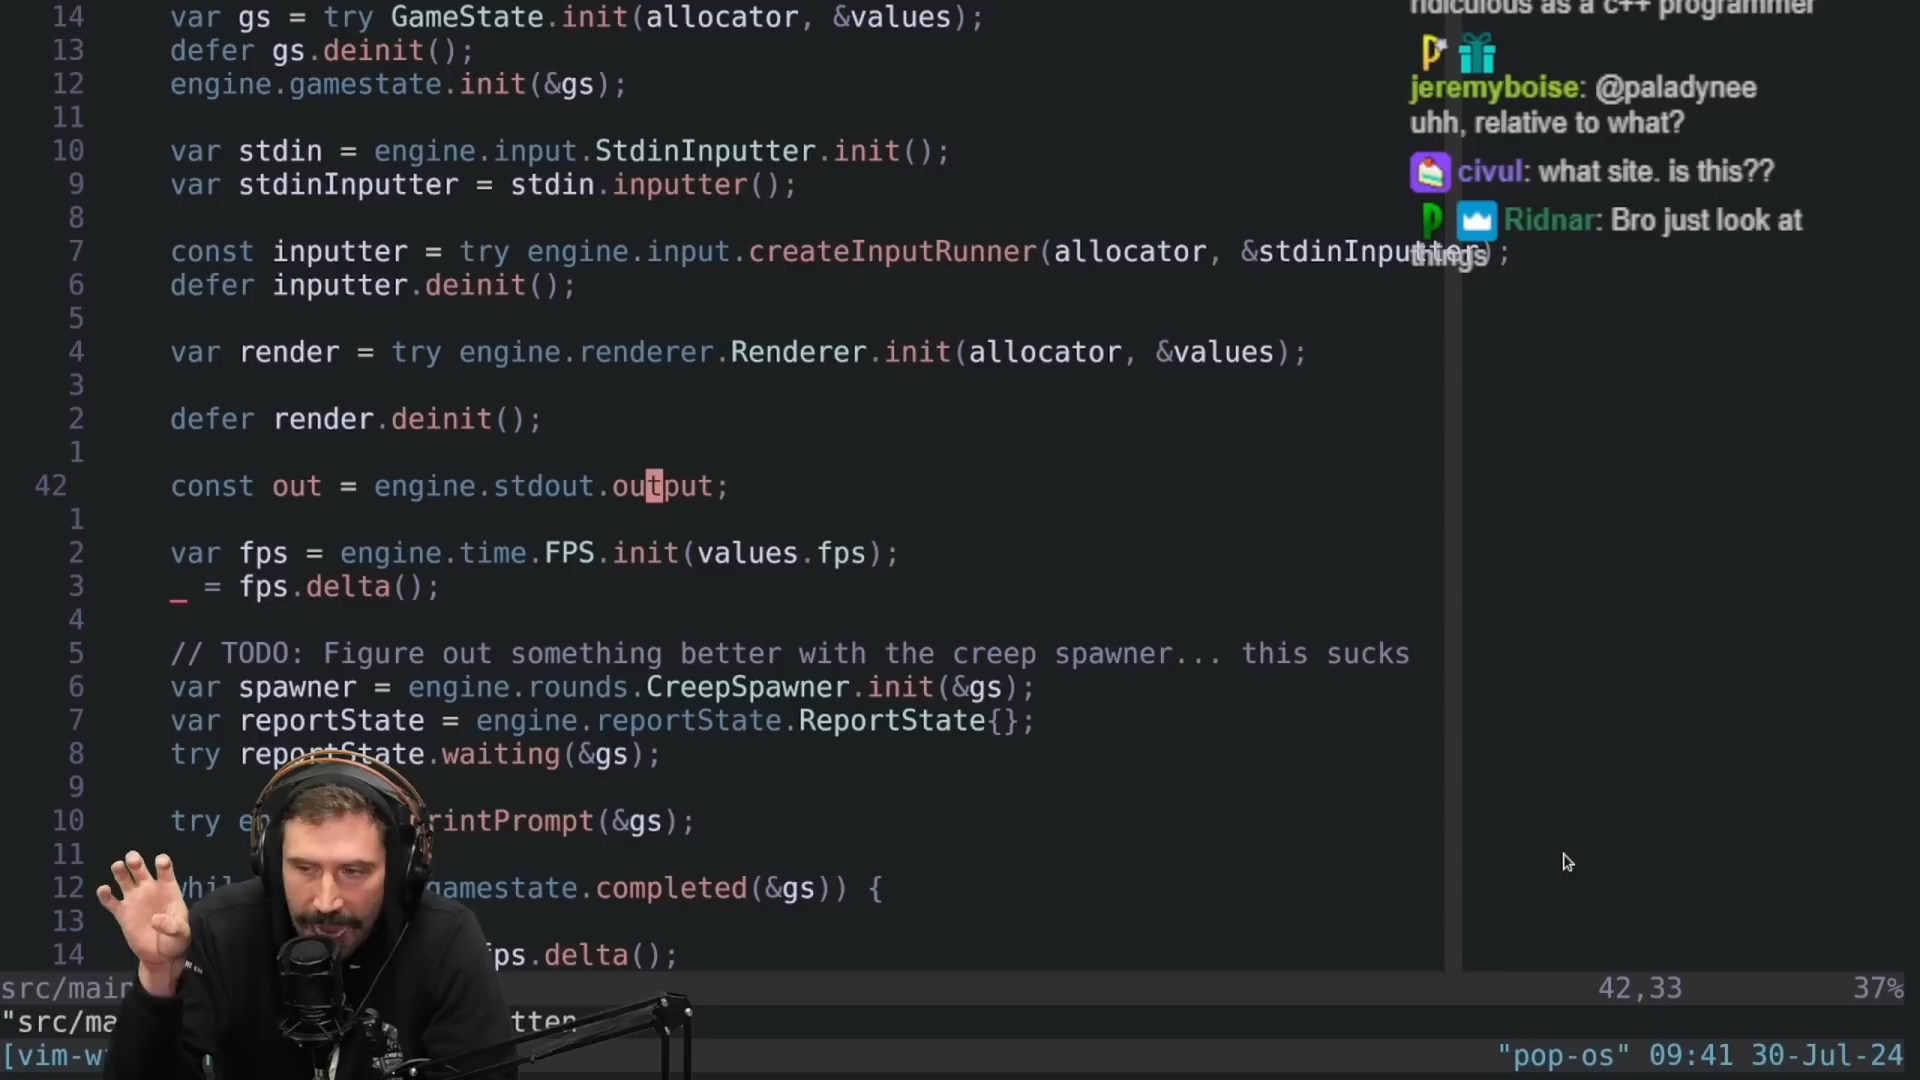 14 var gs = try GameState.init(allocator, &values);
13 defer gs.deinit();
12 engine.gamestate.init(&gs);
11
10 var stdin = engine.input.StdinInputter.init();
9 var stdinInputter = stdin.inputter();
8
7 const inputter = try engine.input.createInputRunner(allocator, &stdinInputter);
6 defer inputter.deinit();
5
4 var render = try engine.renderer.Renderer.init(allocator, &values);
3
2 defer render.deinit();
1
42 const out = engine.stdout.output;
1
2 var fps = engine.time.FPS.init(values.fps);
3 _ = fps.delta();
4
5 // TODO: Figure out something better with the creep spawner... this sucks
6 var spawner = engine.rounds.CreepSpawner.init(&gs);
7 var reportState = engine.reportState.ReportState{};
8 try reportState.waiting(&gs);
9
10 try rintPrompt(&gs);
11
12 gamestate.completed(&gs)) {
13
14 fps.delta();
src/main 42,33 37%
"src/ma tten
[vim-w "pop-os" 09:41 30-Jul-24
ridiculous as a c++ programmer
jeremyboise: @paladynee
uhh, relative to what?
civul: what site. is this??
Ridnar: Bro just look at
things